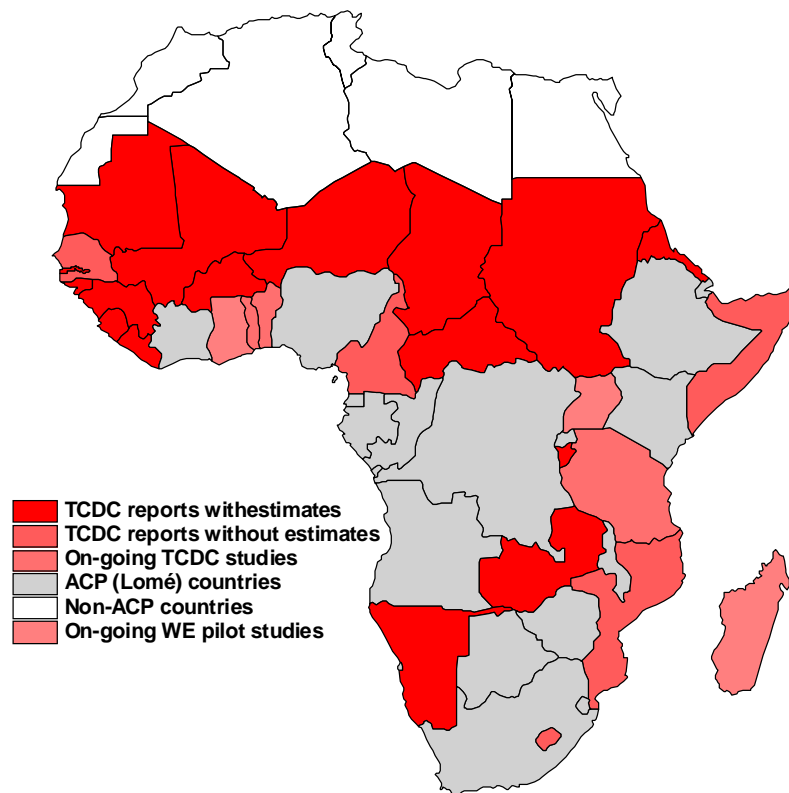 TCDC reports withestimates
TCDC reports without estimates
On-going TCDC studies
ACP (Lomé) countries
Non-ACP countries
On-going WE pilot studies